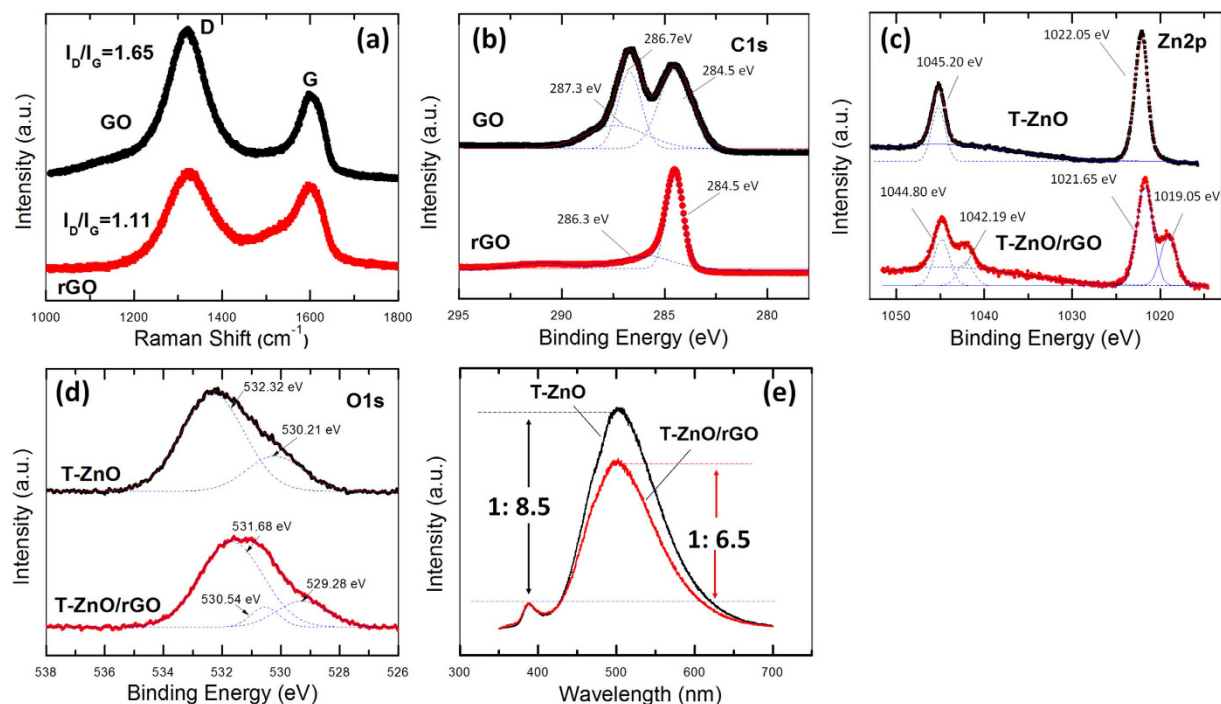 (a)
I_D/I_G=1.65
D
G
GO
I_D/I_G=1.11
rGO
Intensity (a.u.)
1000 1200 1400 1600 1800
Raman Shift (cm⁻¹)
(b)
C1s
286.7eV
287.3 eV
284.5 eV
GO
284.5 eV
286.3 eV
rGO
Intensity (a.u.)
295 290 285 280
Binding Energy (eV)
(c)
Zn2p
1022.05 eV
1045.20 eV
T-ZnO
1044.80 eV
1042.19 eV
1021.65 eV
1019.05 eV
T-ZnO/rGO
Intensity (a.u.)
1050 1040 1030 1020
Binding Energy (eV)
(d)
O1s
532.32 eV
530.21 eV
T-ZnO
531.68 eV
529.28 eV
530.54 eV
T-ZnO/rGO
Intensity (a.u.)
538 536 534 532 530 528 526
Binding Energy (eV)
(e)
T-ZnO
T-ZnO/rGO
1: 8.5
1: 6.5
Intensity (a.u.)
300 400 500 600 700
Wavelength (nm)